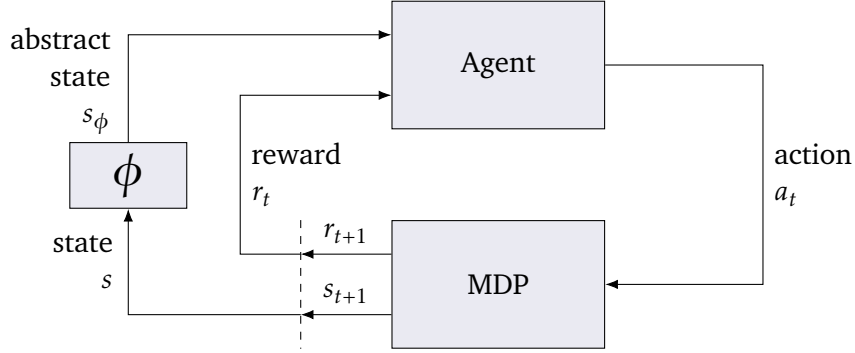 abstract
state
s_ϕ
Agent
ϕ
reward
r_t
action
a_t
state
s
r_{t+1}
s_{t+1}
MDP